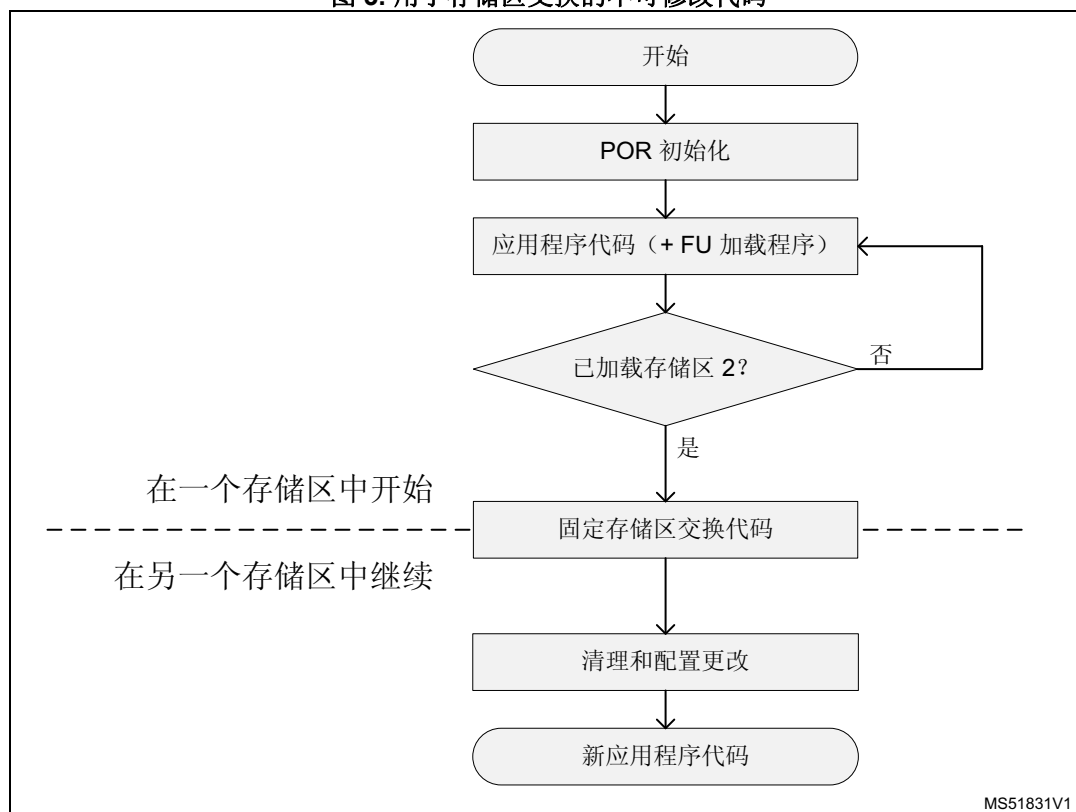 开始
POR 初始化
应用程序代码（+ FU 加载程序）
已加载存储区 2？
否
是
在一个存储区中开始
固定存储区交换代码
在另一个存储区中继续
清理和配置更改
新应用程序代码
MS51831V1